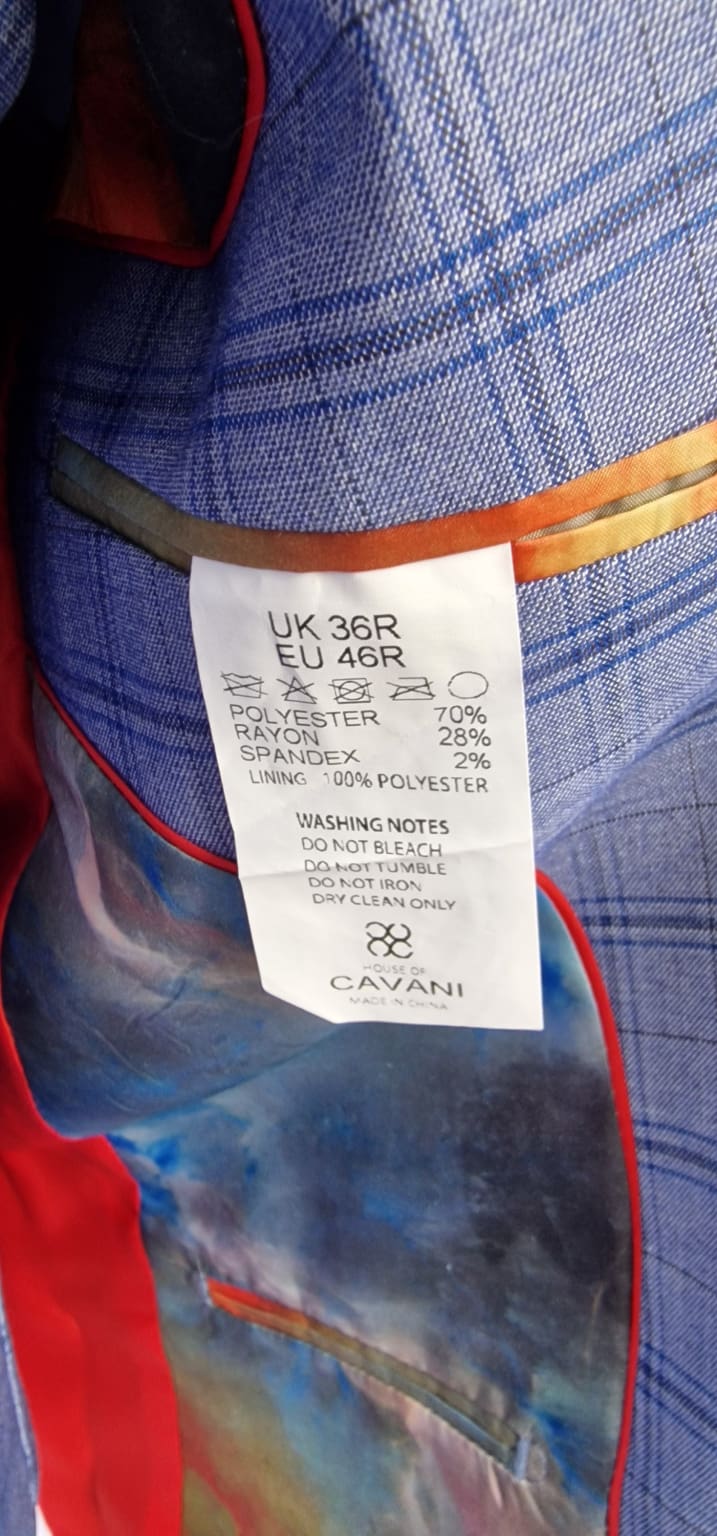 UK 36R
EU 46R
POLYESTER 70%
RAYON 28%
SPANDEX 2%
LINING 100% POLYESTER
WASHING NOTES
DO NOT BLEACH
DO NOT TUMBLE
DO NOT IRON
DRY CLEAN ONLY
HOUSE OF
CAVANI
MADE IN CHINA